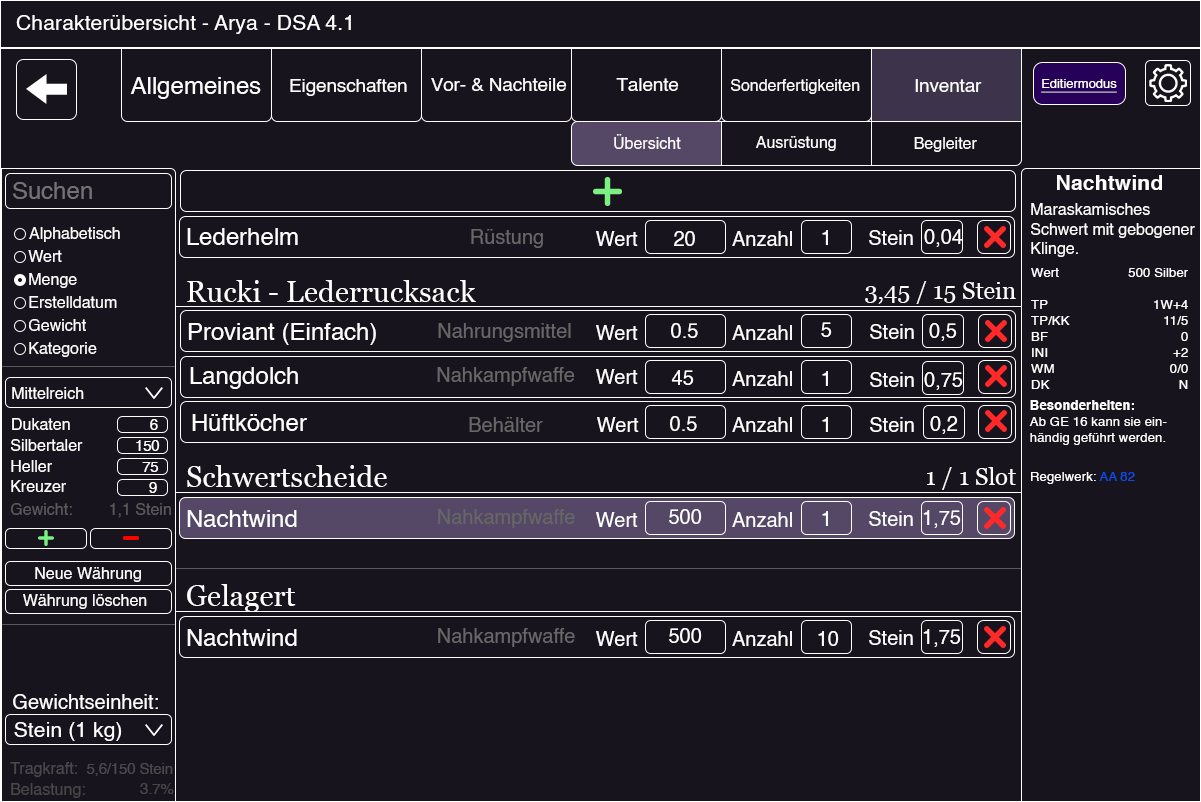 Charakterübersicht - Arya - DSA 4.1
Allgemeines Eigenschaften Vor- & Nachteile Talente Sonderfertigkeiten Inventar Editiermodus
Übersicht Ausrüstung Begleiter
Suchen
Alphabetisch
Wert
Menge
Erstelldatum
Gewicht
Kategorie
Mittelreich
Dukaten 6
Silbertaler 150
Heller 75
Kreuzer 9
Gewicht: 1,1 Stein
Neue Währung
Währung löschen
Gewichtseinheit:
Stein (1 kg)
Tragkraft: 5,6/150 Stein
Belastung: 3.7%
Lederhelm Rüstung Wert 20 Anzahl 1 Stein 0,04
Rucki - Lederrucksack 3,45 / 15 Stein
Proviant (Einfach) Nahrungsmittel Wert 0.5 Anzahl 5 Stein 0,5
Langdolch Nahkampfwaffe Wert 45 Anzahl 1 Stein 0,75
Hüftköcher Behälter Wert 0.5 Anzahl 1 Stein 0,2
Schwertscheide 1 / 1 Slot
Nachtwind Nahkampfwaffe Wert 500 Anzahl 1 Stein 1,75
Gelagert
Nachtwind Nahkampfwaffe Wert 500 Anzahl 10 Stein 1,75
Nachtwind
Maraskamisches
Schwert mit gebogener
Klinge.
Wert 500 Silber
TP 1W+4
TP/KK 11/5
BF 0
INI +2
WM 0/0
DK N
Besonderheiten:
Ab GE 16 kann sie ein-
händig geführt werden.
Regelwerk: AA 82